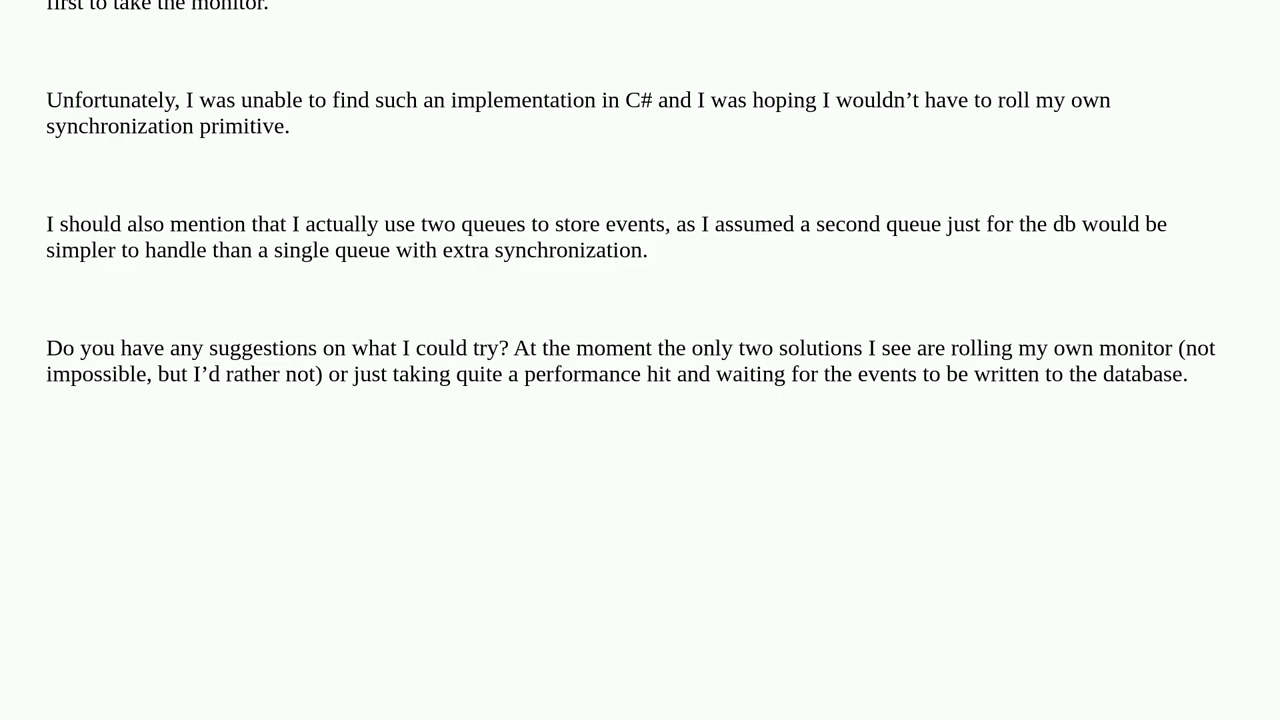 first to take the monitor.
Unfortunately, I was unable to find such an implementation in C# and I was hoping I wouldn’t have to roll my own
synchronization primitive.
I should also mention that I actually use two queues to store events, as I assumed a second queue just for the db would be
simpler to handle than a single queue with extra synchronization.
Do you have any suggestions on what I could try? At the moment the only two solutions I see are rolling my own monitor (not
impossible, but I’d rather not) or just taking quite a performance hit and waiting for the events to be written to the database.